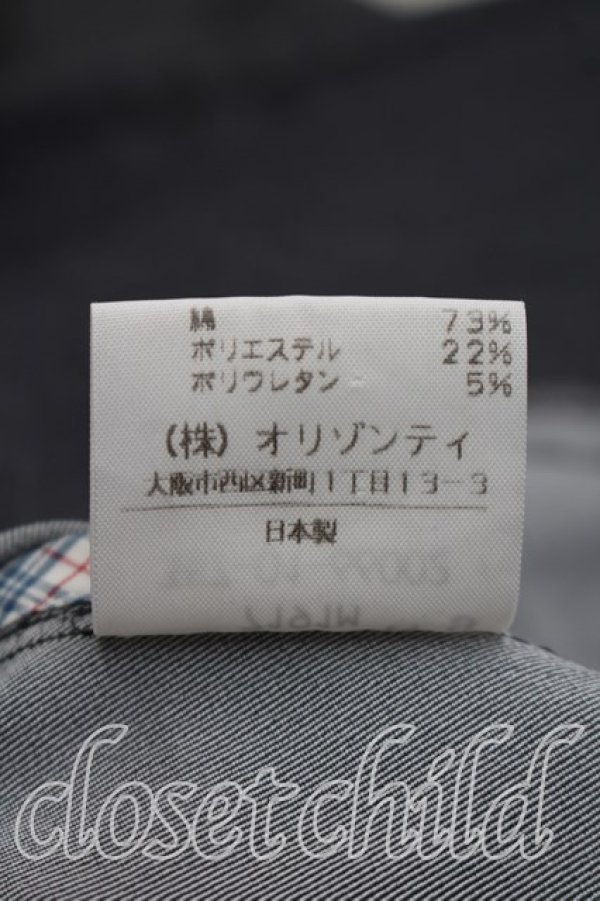 綿 73%
ポリエステル 22%
ポリウレタン 5%
(株) オリゾンティ
大阪市西区新町1丁目13-3
日本製
closetchild